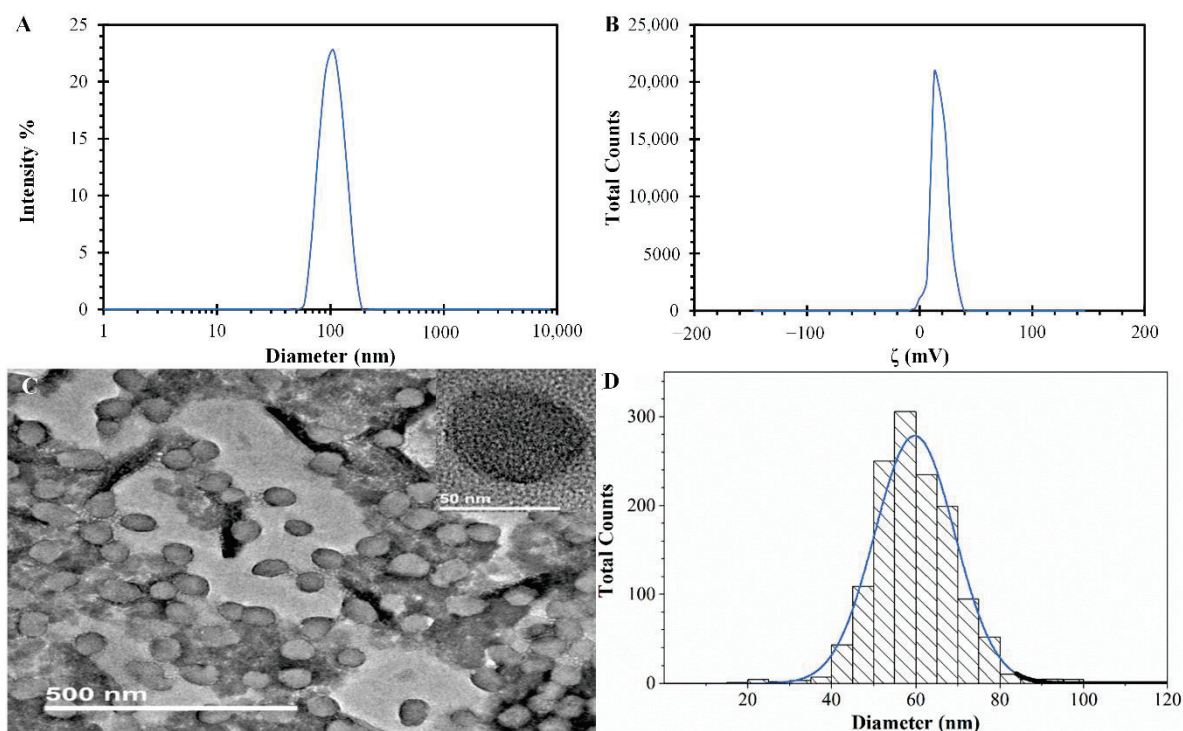 A
25
20
15
10
5
0
Intensity %
1
10
100
1000
10,000
Diameter (nm)
B
25,000
20,000
15,000
10,000
5000
0
Total Counts
−200
−100
0
100
200
ζ (mV)
C
50 nm
500 nm
D
300
200
100
0
Total Counts
20
40
60
80
100
120
Diameter (nm)